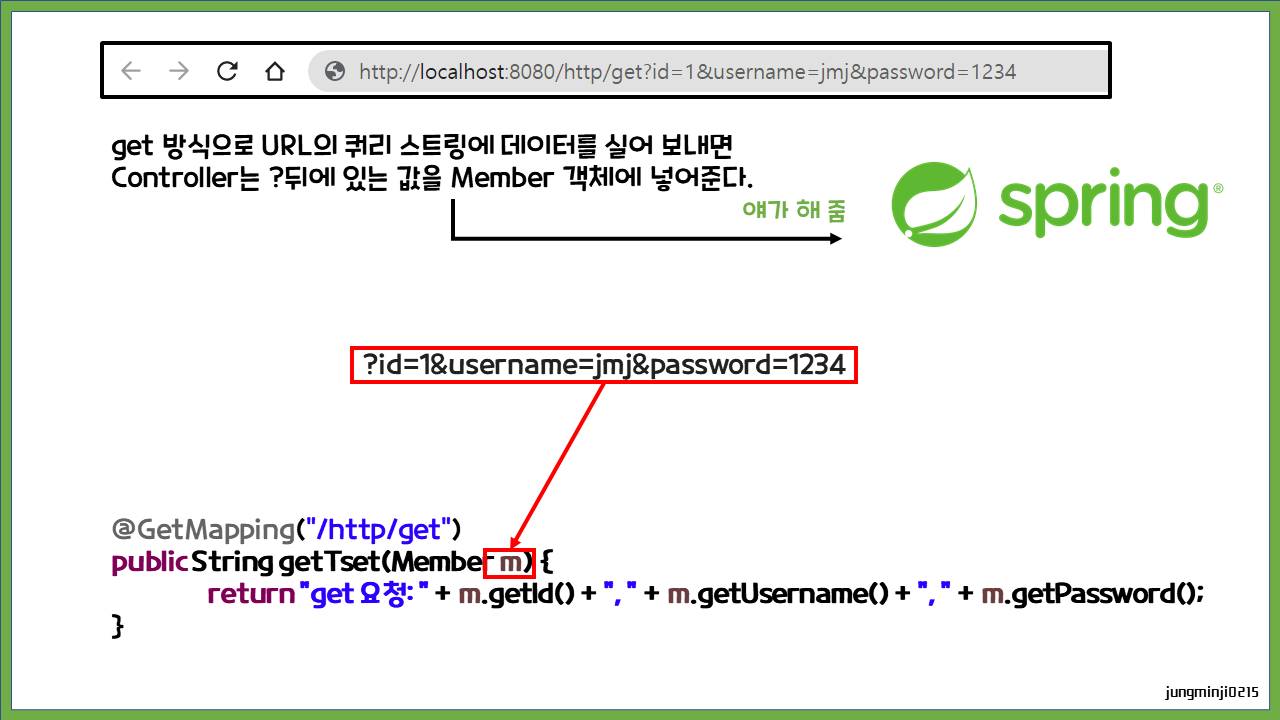 http://localhost:8080/http/get?id=1&username=jmj&password=1234
get 방식으로 URL의 쿼리 스트링에 데이터를 실어 보내면
Controller는 ?뒤에 있는 값을 Member 객체에 넣어준다.
얘가 해 줌
spring®
?id=1&username=jmj&password=1234
@GetMapping("/http/get")
public String getTset(Member m) {
return "get 요청: " + m.getId() + ", " + m.getUsername() + ", " + m.getPassword();
}
jungminji0215